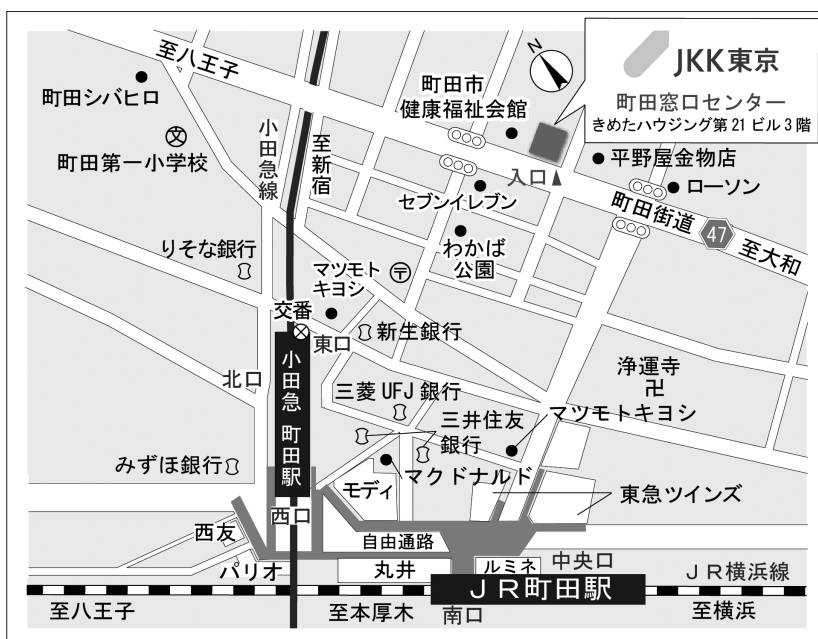 至八王子
N
JKK東京
町田窓口センター
きめたハウジング第21ビル3階
町田シバヒロ
文
町田第一小学校
小田急線
至新宿
町田市
健康福祉会館
入口▲
平野屋金物店
ローソン
セブンイレブン
町田街道
47
至大和
わかば
公園
りそな銀行
マツモト
キヨシ
〒
交番
東口
新生銀行
北口
小田急 町田駅
三菱UFJ銀行
三井住友
銀行
マツモトキヨシ
浄運寺
卍
みずほ銀行
モディ
マクドナルド
東急ツインズ
西口
西友
自由通路
パリオ
丸井
ルミネ
中央口
JR横浜線
JR町田駅
至八王子
至本厚木
南口
至横浜